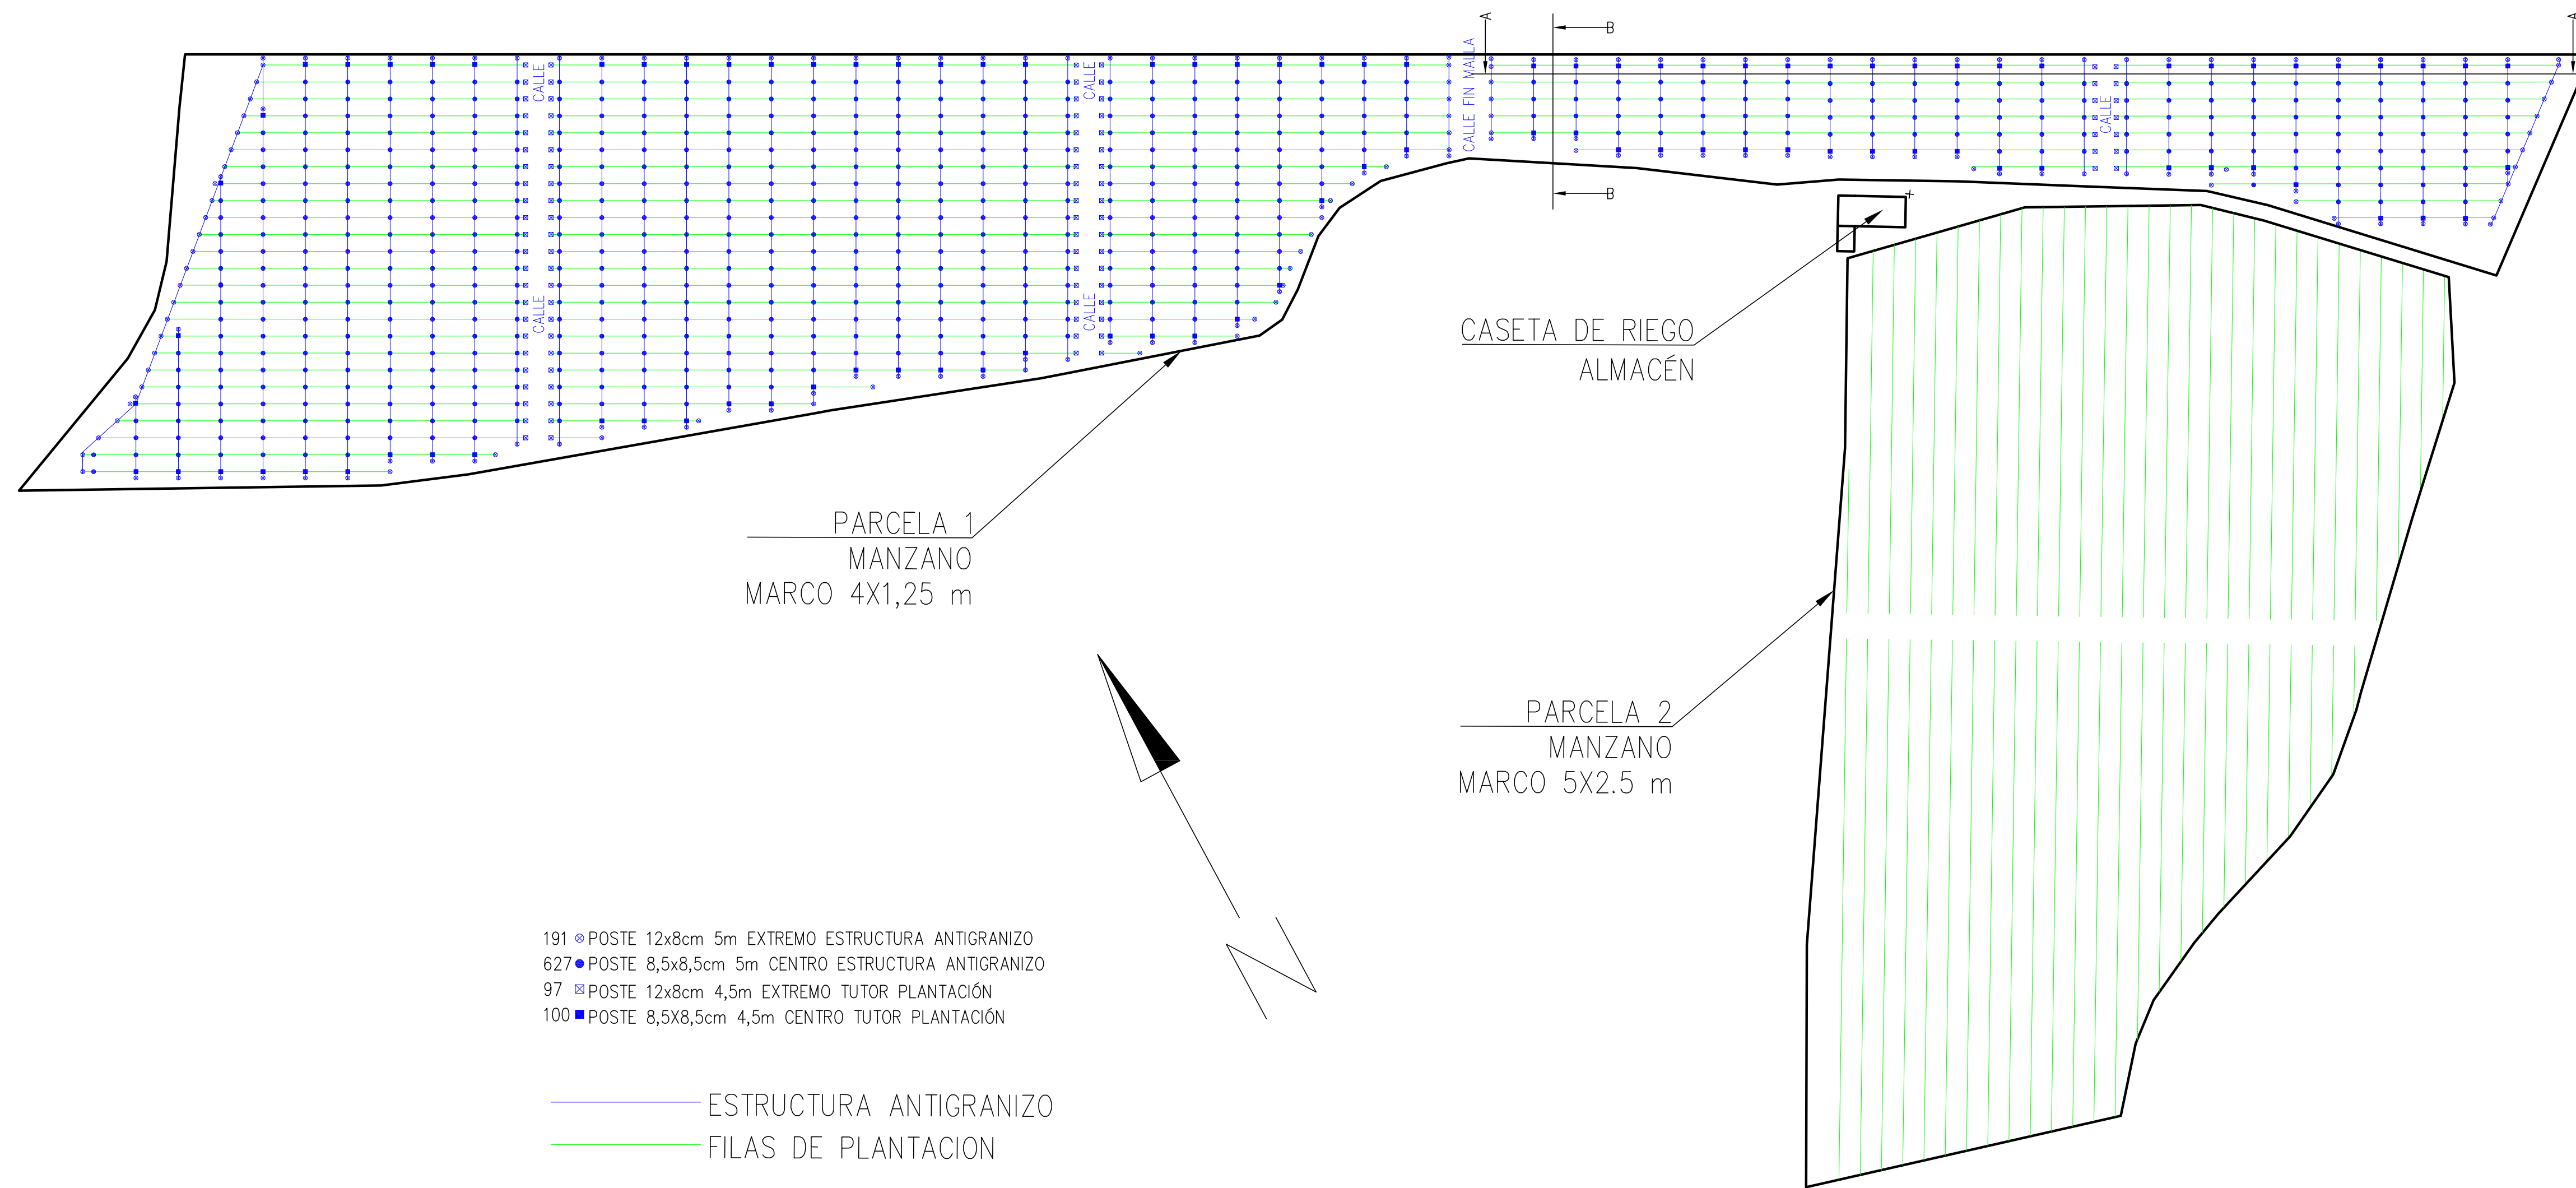 A
B
A
CALLE
CALLE
CALLE FIN MALLA
CALLE
B
CALLE
CALLE
CASETA DE RIEGO
ALMACÉN
PARCELA 1
MANZANO
MARCO 4X1,25 m
PARCELA 2
MANZANO
MARCO 5X2.5 m
N
191 POSTE 12x8cm 5m EXTREMO ESTRUCTURA ANTIGRANIZO
627 POSTE 8,5x8,5cm 5m CENTRO ESTRUCTURA ANTIGRANIZO
97 POSTE 12x8cm 4,5m EXTREMO TUTOR PLANTACIÓN
100 POSTE 8,5X8,5cm 4,5m CENTRO TUTOR PLANTACIÓN
ESTRUCTURA ANTIGRANIZO
FILAS DE PLANTACION